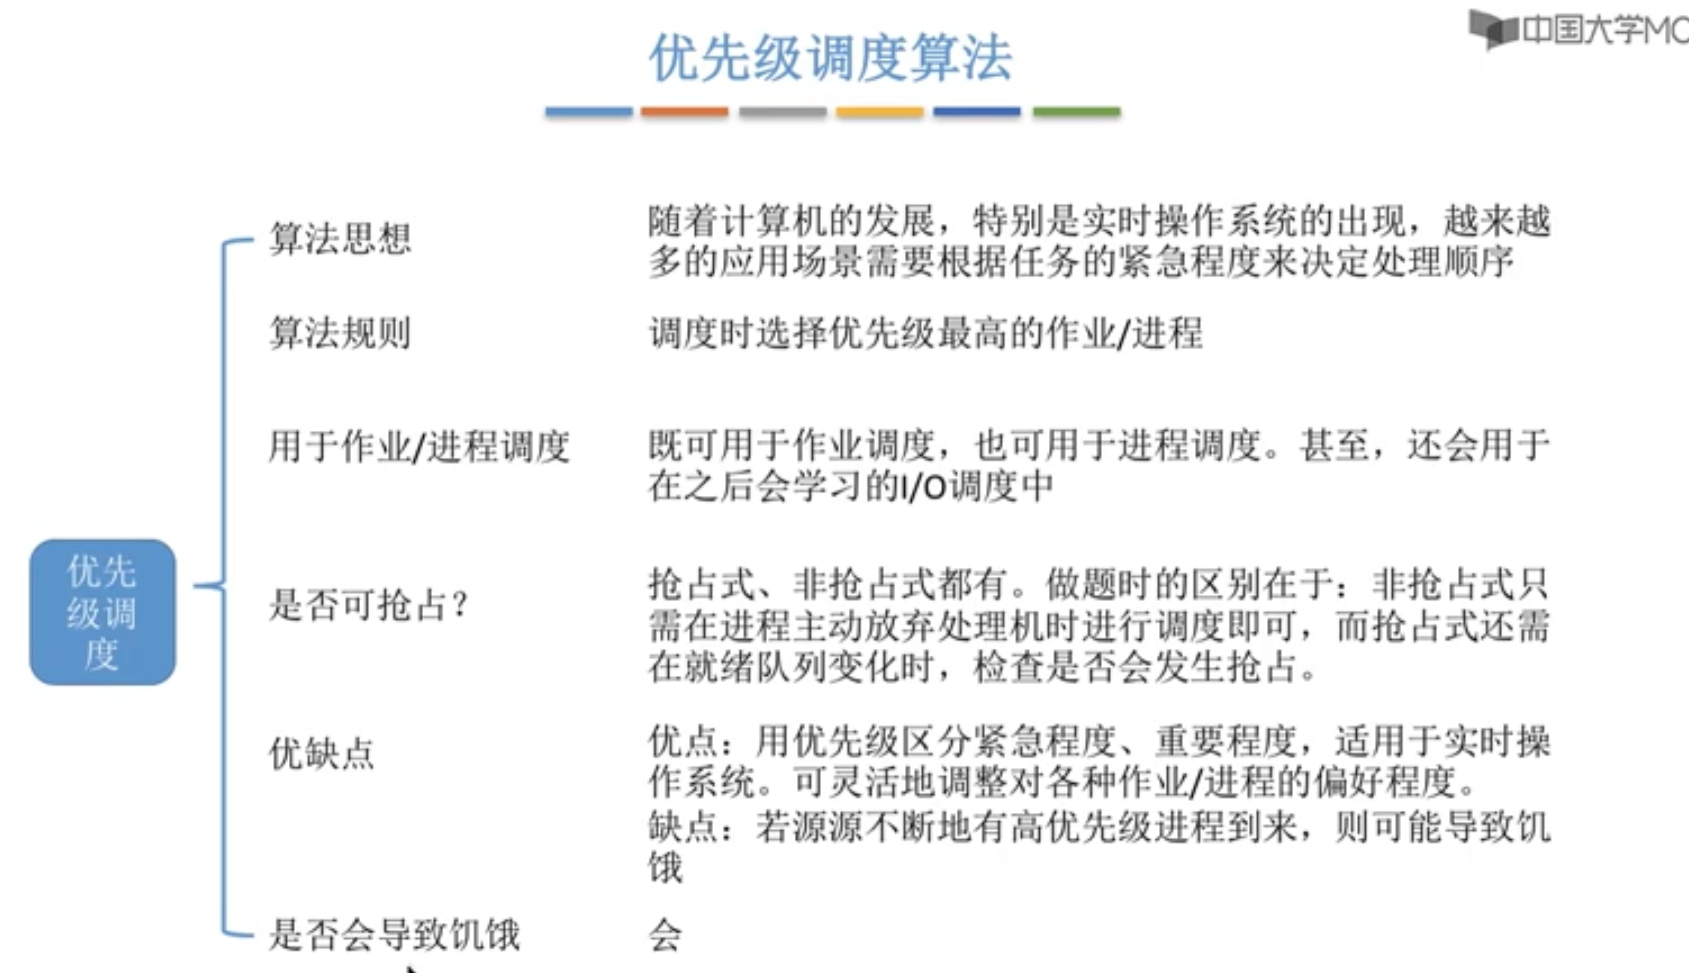 中国大学MO
优先级调度算法
算法思想
随着计算机的发展，特别是实时操作系统的出现，越来越
多的应用场景需要根据任务的紧急程度来决定处理顺序
算法规则
调度时选择优先级最高的作业/进程
用于作业/进程调度
既可用于作业调度，也可用于进程调度。甚至，还会用于
在之后会学习的I/O调度中
优先
级调
度
是否可抢占？
抢占式、非抢占式都有。做题时的区别在于：非抢占式只
需在进程主动放弃处理机时进行调度即可，而抢占式还需
在就绪队列变化时，检查是否会发生抢占。
优缺点
优点：用优先级区分紧急程度、重要程度，适用于实时操
作系统。可灵活地调整对各种作业/进程的偏好程度。
缺点：若源源不断地有高优先级进程到来，则可能导致饥
饿
是否会导致饥饿
会